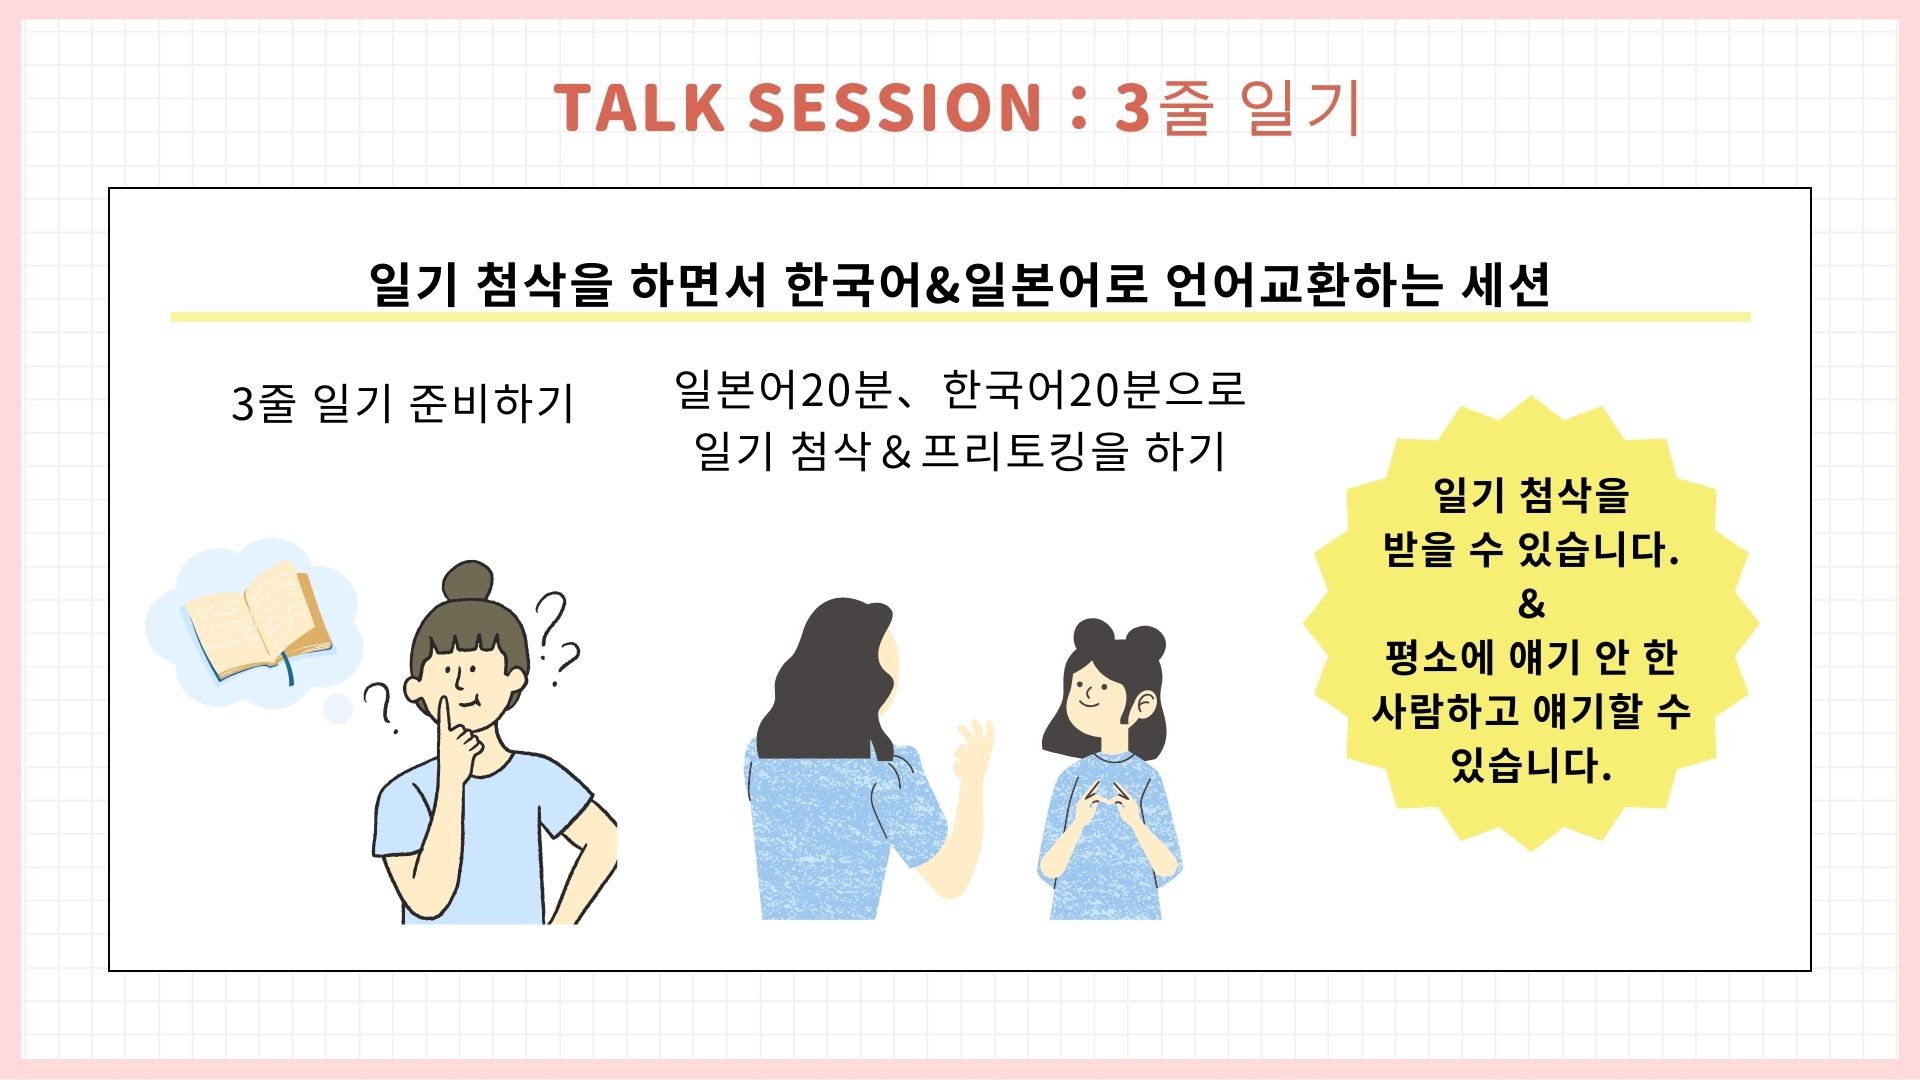 TALK SESSION：3줄 일기
일기 첨삭을 하면서 한국어&일본어로 언어교환하는 세션
3줄 일기 준비하기
일본어20분、한국어20분으로
일기 첨삭＆프리토킹을 하기
일기 첨삭을
받을 수 있습니다.
&
평소에 얘기 안 한
사람하고 얘기할 수
있습니다.